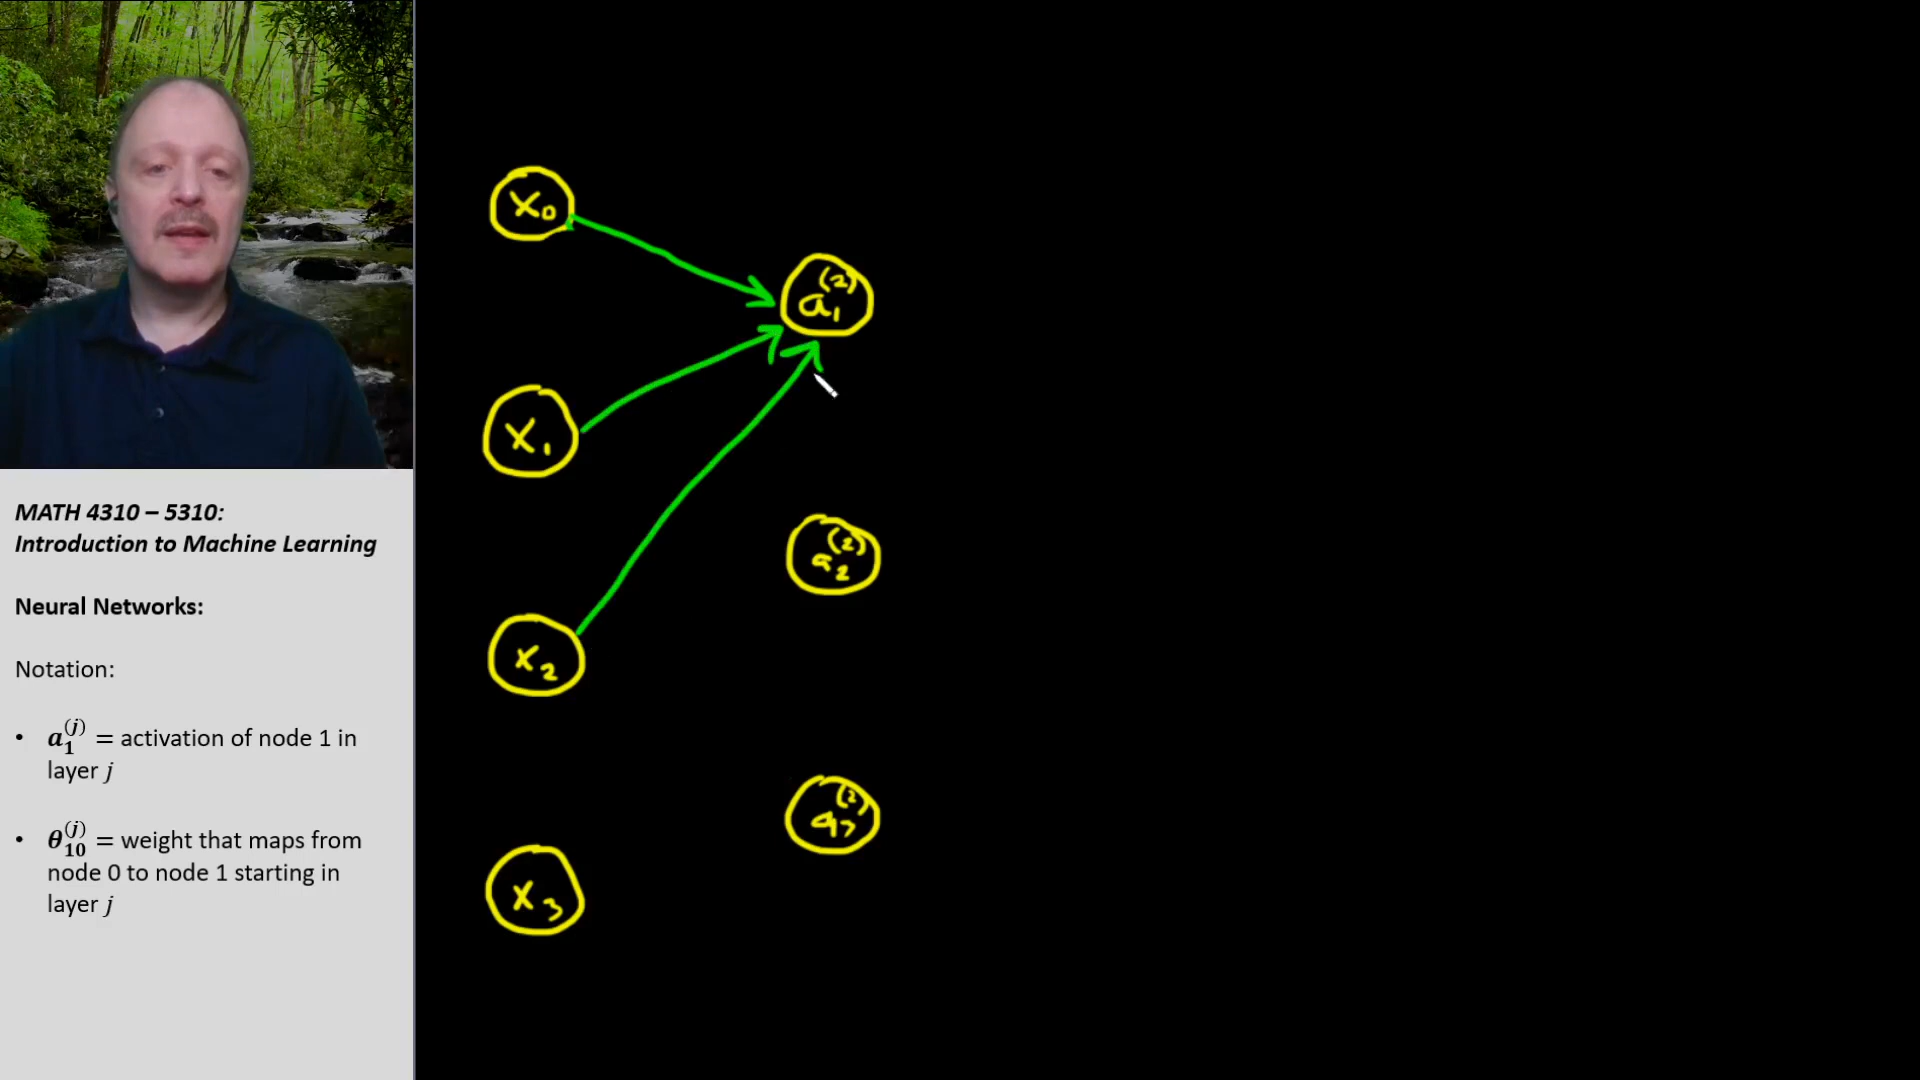 MATH 4310 – 5310:
Introduction to Machine Learning
Neural Networks:
Notation:
• a₁⁽ʲ⁾ = activation of node 1 in
layer j
• θ₁₀⁽ʲ⁾ = weight that maps from
node 0 to node 1 starting in
layer j
x₀
a₁⁽²⁾
x₁
a₂⁽²⁾
x₂
a₃⁽²⁾
x₃